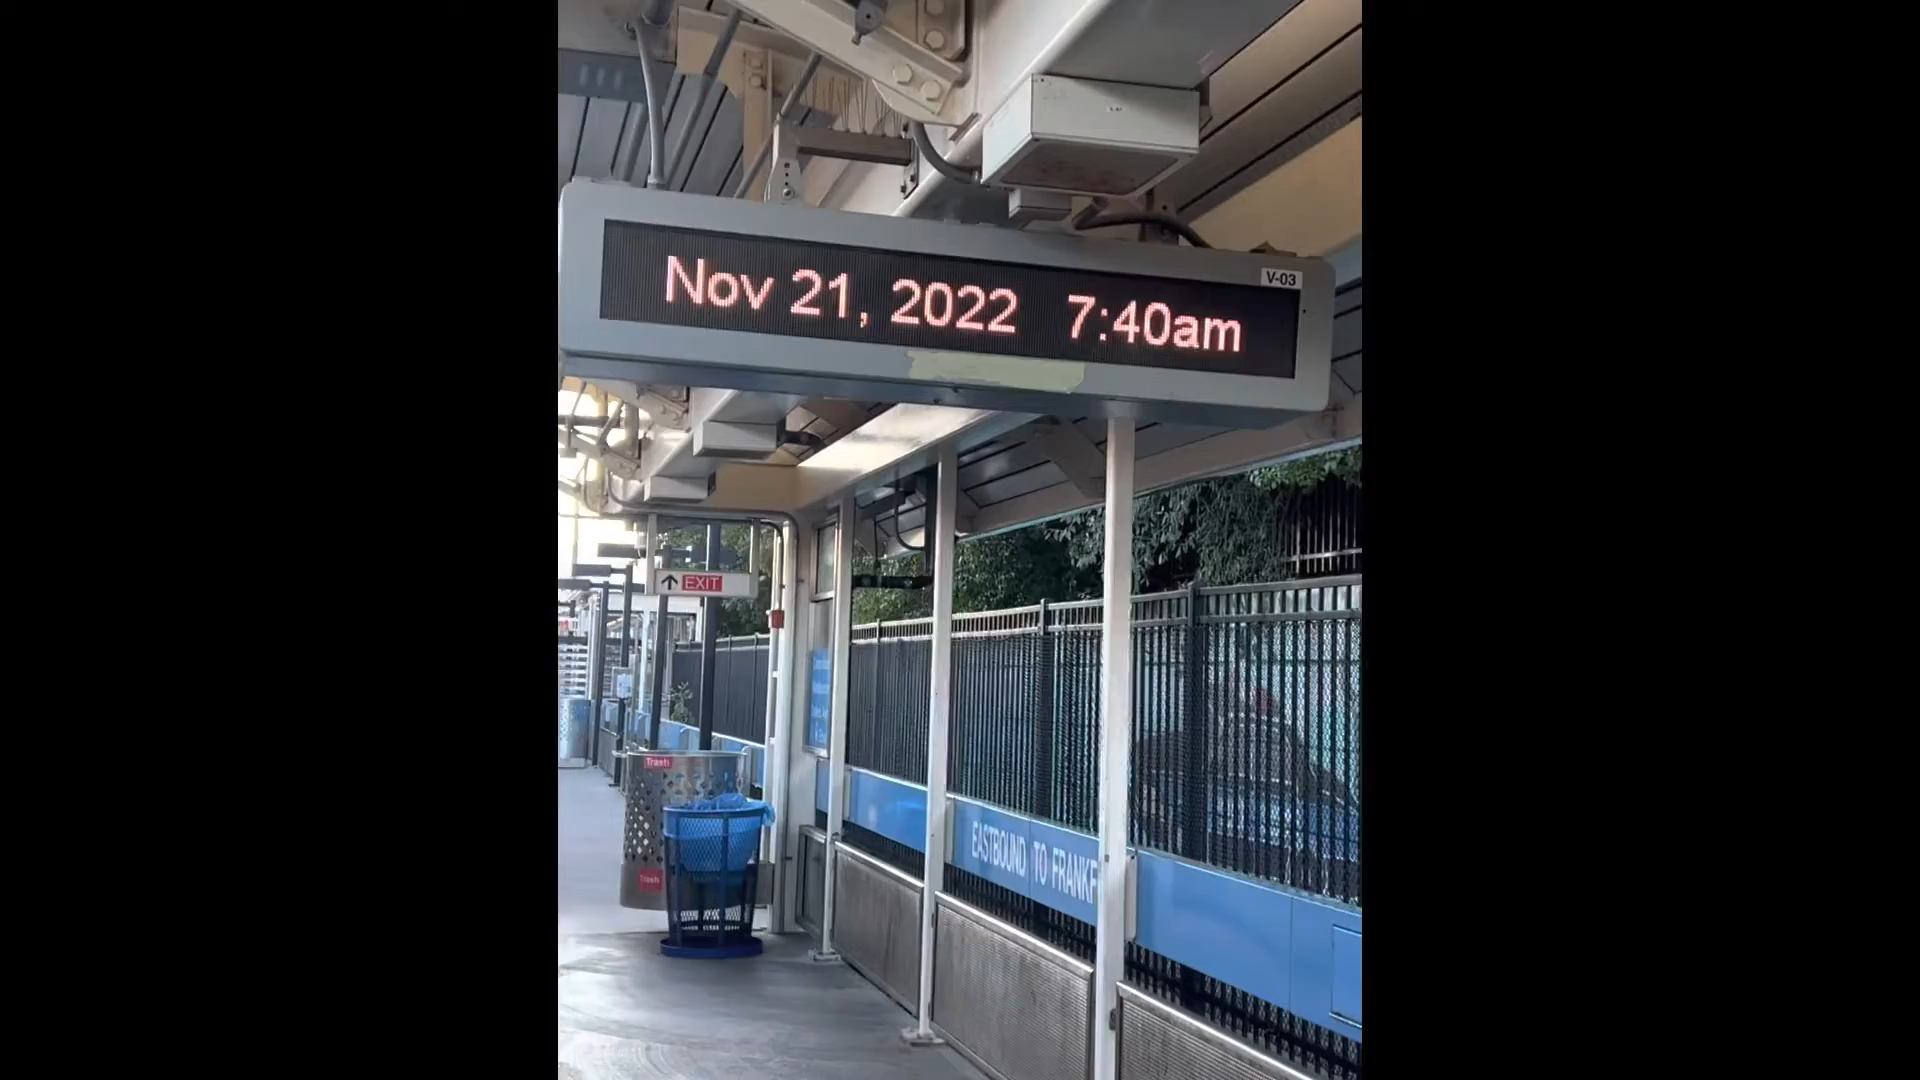 V-03
Nov 21, 2022 7:40am
EXIT
Trash
Trash
EASTBOUND TO FRANKF